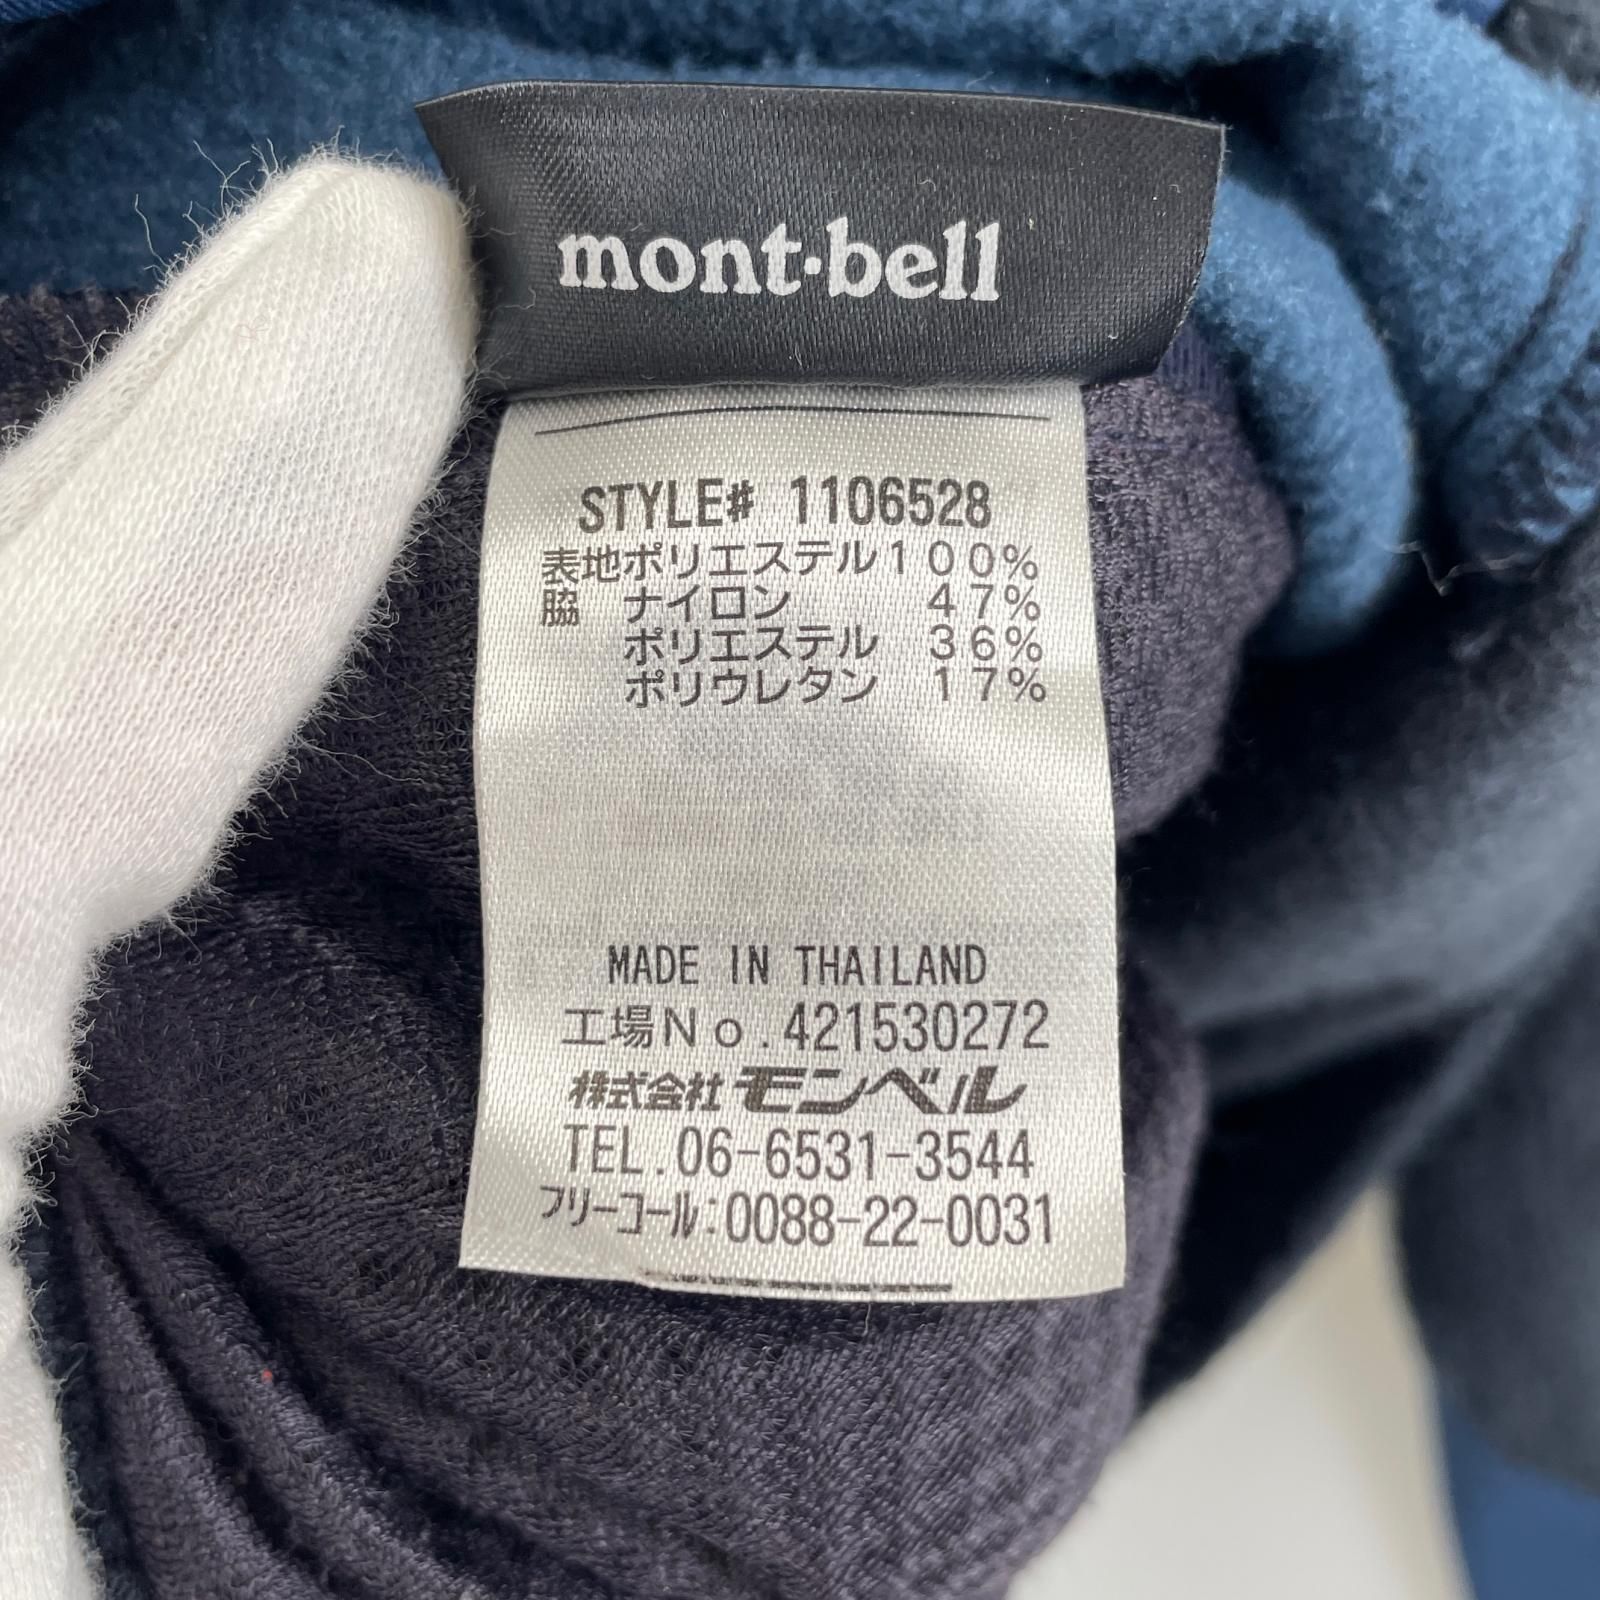 mont·bell
STYLE# 1106528
表地ポリエステル100%
脇 ナイロン 47%
ポリエステル 36%
ポリウレタン 17%
MADE IN THAILAND
工場No.421530272
株式会社モンベル
TEL.06-6531-3544
フリーコール:0088-22-0031